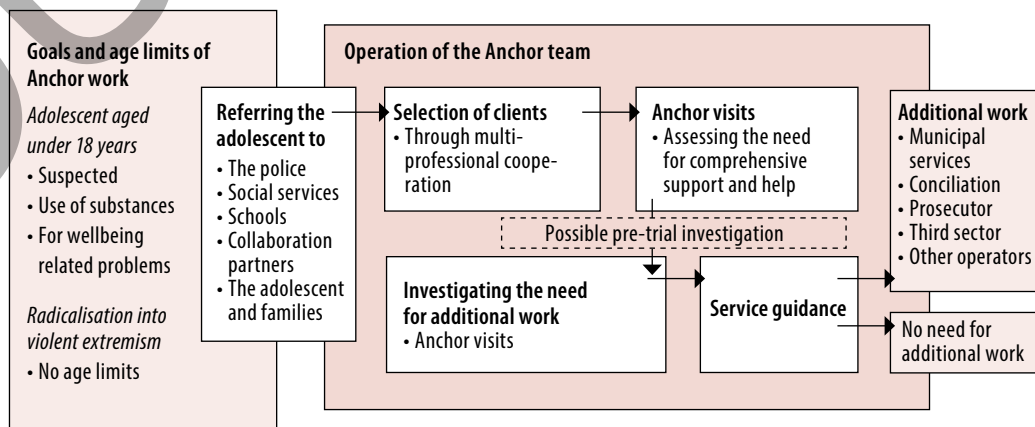 Goals and age limits of
Anchor work
Adolescent aged
under 18 years
• Suspected
• Use of substances
• For wellbeing
related problems
Radicalisation into
violent extremism
• No age limits
Referring the
adolescent to
• The police
• Social services
• Schools
• Collaboration
partners
• The adolescent
and families
Operation of the Anchor team
Selection of clients
• Through multi-
professional coope-
ration
Anchor visits
• Assessing the need
for comprehensive
support and help
Possible pre-trial investigation
Investigating the need
for additional work
• Anchor visits
Service guidance
Additional work
• Municipal
services
• Conciliation
• Prosecutor
• Third sector
• Other operators
No need for
additional work